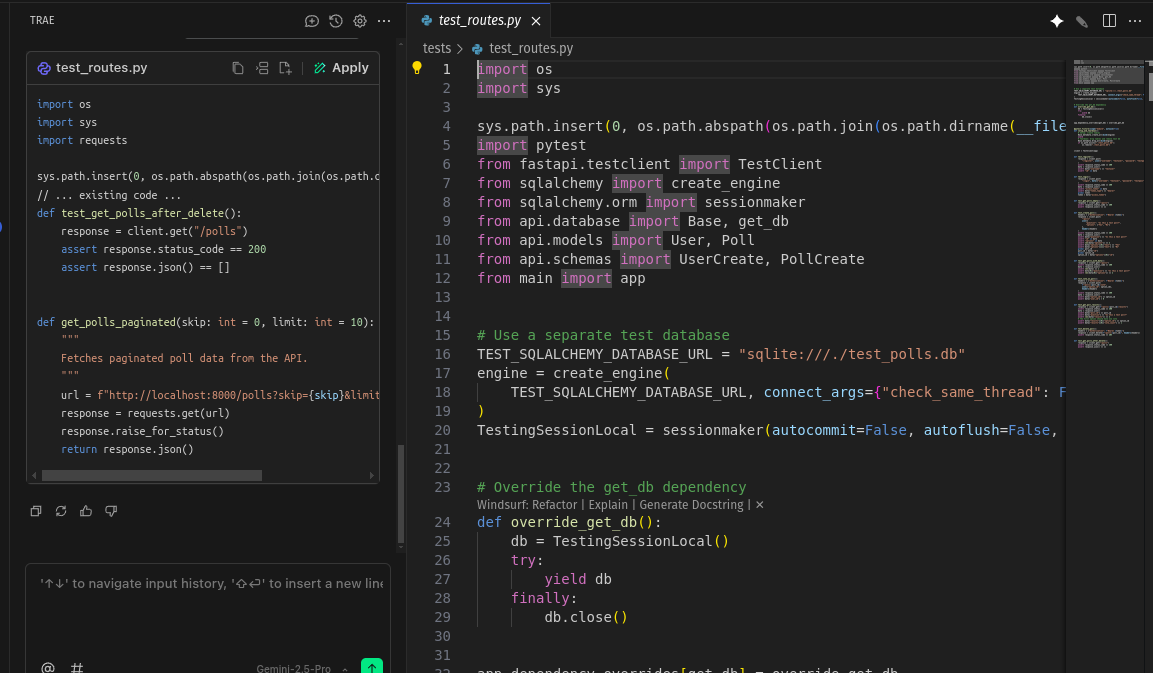 TRAE
test_routes.py
Apply
import os
import sys
import requests
sys.path.insert(0, os.path.abspath(os.path.join(os.path.
// ... existing code ...
def test_get_polls_after_delete():
    response = client.get("/polls")
    assert response.status_code == 200
    assert response.json() == []
def get_polls_paginated(skip: int = 0, limit: int = 10):
    """
    Fetches paginated poll data from the API.
    """
    url = f"http://localhost:8000/polls?skip={skip}&limit
    response = requests.get(url)
    response.raise_for_status()
    return response.json()
'↑↓' to navigate input history, '⇧⏎' to insert a new line
@ #
Gemini-2.5-Pro
test_routes.py ×
tests > test_routes.py
1 import os
2 import sys
3
4 sys.path.insert(0, os.path.abspath(os.path.join(os.path.dirname(__file
5 import pytest
6 from fastapi.testclient import TestClient
7 from sqlalchemy import create_engine
8 from sqlalchemy.orm import sessionmaker
9 from api.database import Base, get_db
10 from api.models import User, Poll
11 from api.schemas import UserCreate, PollCreate
12 from main import app
13
14
15 # Use a separate test database
16 TEST_SQLALCHEMY_DATABASE_URL = "sqlite:///./test_polls.db"
17 engine = create_engine(
18     TEST_SQLALCHEMY_DATABASE_URL, connect_args={"check_same_thread": F
19 )
20 TestingSessionLocal = sessionmaker(autocommit=False, autoflush=False,
21
22
23 # Override the get_db dependency
Windsurf: Refactor | Explain | Generate Docstring | ×
24 def override_get_db():
25     db = TestingSessionLocal()
26     try:
27         yield db
28     finally:
29         db.close()
30
31
32 app.dependency_overrides[get_db] = override_get_db